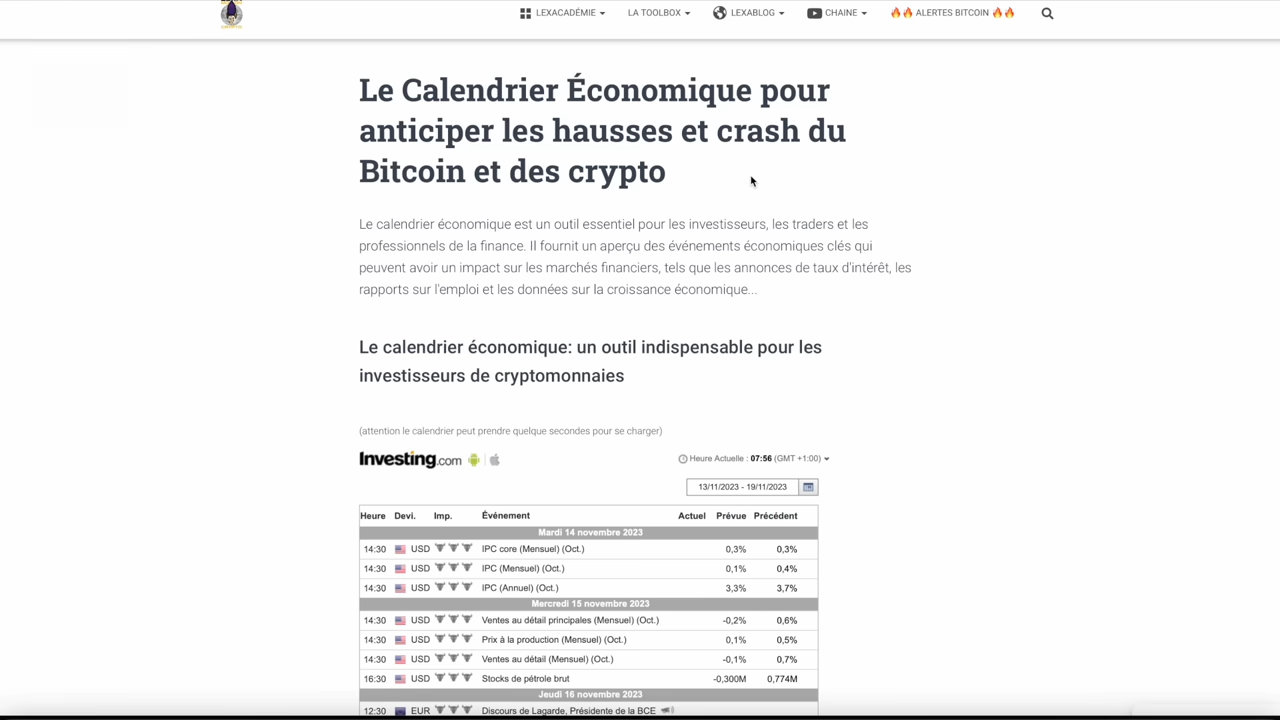 LEXACADÉMIE LA TOOLBOX LEXABLOG CHAINE ALERTES BITCOIN
Le Calendrier Économique pour
anticiper les hausses et crash du
Bitcoin et des crypto
Le calendrier économique est un outil essentiel pour les investisseurs, les traders et les
professionnels de la finance. Il fournit un aperçu des événements économiques clés qui
peuvent avoir un impact sur les marchés financiers, tels que les annonces de taux d'intérêt, les
rapports sur l'emploi et les données sur la croissance économique...
Le calendrier économique: un outil indispensable pour les
investisseurs de cryptomonnaies
(attention le calendrier peut prendre quelque secondes pour se charger)
Investing.com Heure Actuelle : 07:56 (GMT +1:00)
13/11/2023 - 19/11/2023
Heure Devi. Imp. Événement Actuel Prévue Précédent
Mardi 14 novembre 2023
14:30 USD IPC core (Mensuel) (Oct.) 0,3% 0,3%
14:30 USD IPC (Mensuel) (Oct.) 0,1% 0,4%
14:30 USD IPC (Annuel) (Oct.) 3,3% 3,7%
Mercredi 15 novembre 2023
14:30 USD Ventes au détail principales (Mensuel) (Oct.) -0,2% 0,6%
14:30 USD Prix à la production (Mensuel) (Oct.) 0,1% 0,5%
14:30 USD Ventes au détail (Mensuel) (Oct.) -0,1% 0,7%
16:30 USD Stocks de pétrole brut -0,300M 0,774M
Jeudi 16 novembre 2023
12:30 EUR Discours de Lagarde, Présidente de la BCE